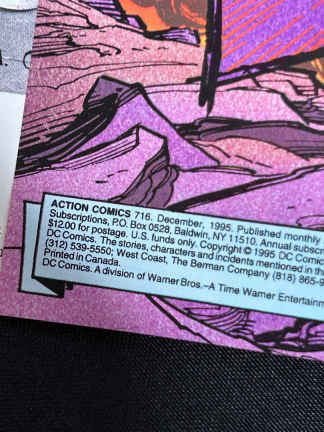 ACTION COMICS 716. December, 1995. Published monthly
Subscriptions, P.O. Box 0528, Baldwin, NY 11510. Annual subscr
$12.00 for postage. U.S. funds only. Copyright © 1995 DC Comic
DC Comics. The stories, characters and incidents mentioned in th
(312) 539-5550; West Coast, The Berman Company (818) 865-9
Printed in Canada.
DC Comics. A division of Warner Bros.–A Time Warner Entertainm